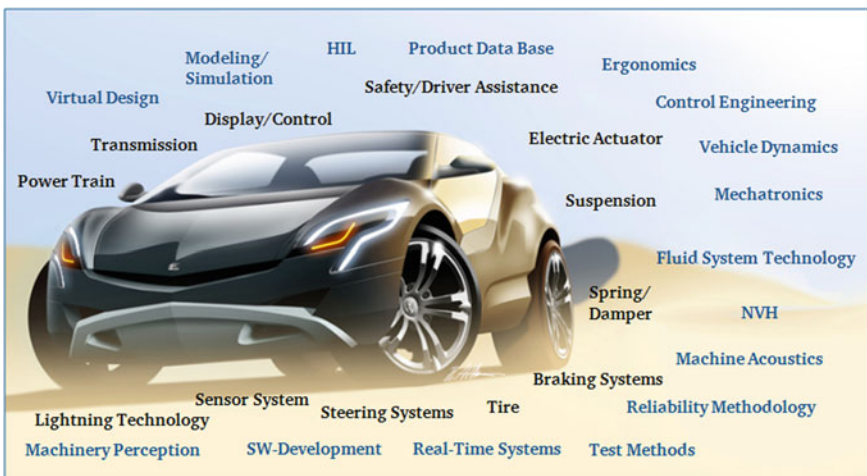 HIL
Product Data Base
Modeling/
Simulation
Ergonomics
Safety/Driver Assistance
Virtual Design
Control Engineering
Display/Control
Electric Actuator
Transmission
Vehicle Dynamics
Power Train
Mechatronics
Suspension
Fluid System Technology
Spring/
Damper
NVH
Machine Acoustics
Braking Systems
Sensor System
Steering Systems
Tire
Reliability Methodology
Lightning Technology
Machinery Perception
SW-Development
Real-Time Systems
Test Methods